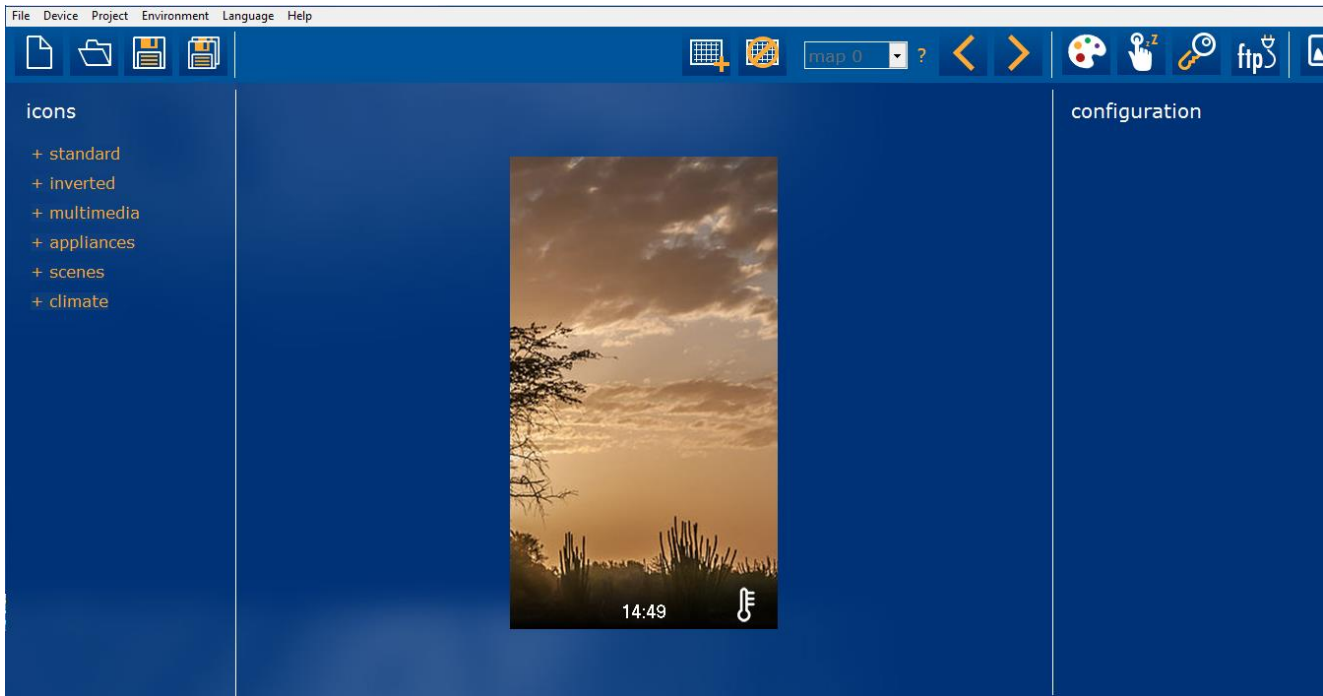 File Device Project Environment Language Help
map 0 ? ftp
icons
+ standard
+ inverted
+ multimedia
+ appliances
+ scenes
+ climate
configuration
z z
14:49